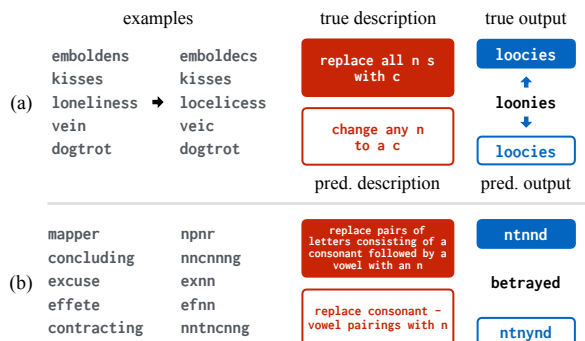 examples true description true output
emboldens emboldecs replace all n s loocies
kisses kisses with c
(a) loneliness ➔ locelicess loonies
vein veic change any n
dogtrot dogtrot to a c loocies
pred. description pred. output
mapper npnr replace pairs of
letters consisting of a
consonant followed by a
vowel with an n ntnnd
concluding nncnnng
(b) excuse exnn betrayed
effete efnn replace consonant –
contracting nntncnng vowel pairings with n ntnynd